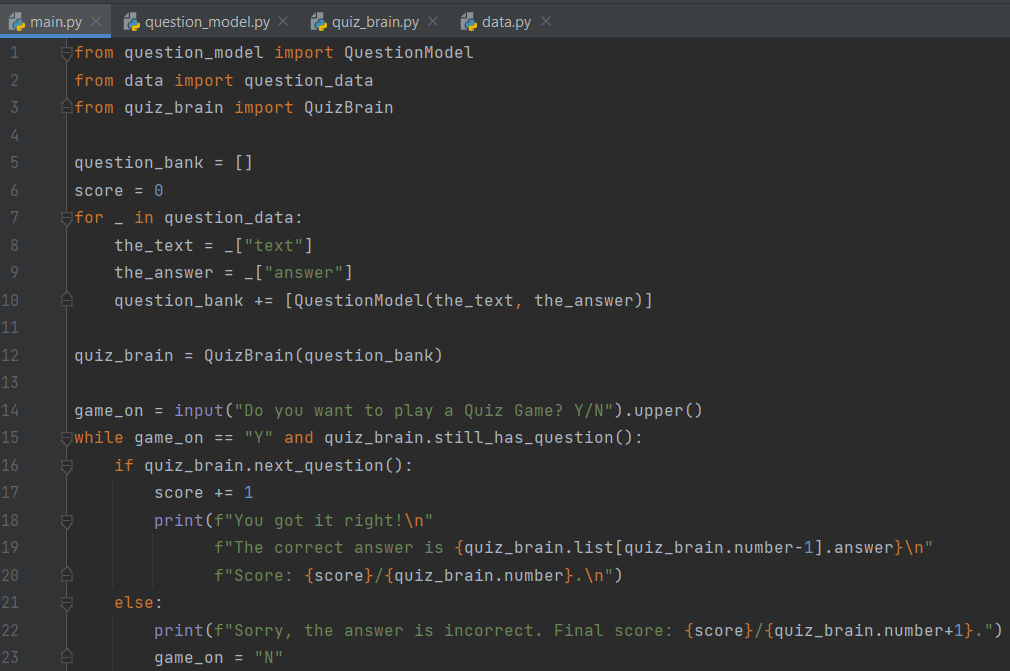 main.py question_model.py quiz_brain.py data.py
1 from question_model import QuestionModel
2 from data import question_data
3 from quiz_brain import QuizBrain
4
5 question_bank = []
6 score = 0
7 for _ in question_data:
8     the_text = _["text"]
9     the_answer = _["answer"]
10     question_bank += [QuestionModel(the_text, the_answer)]
11
12 quiz_brain = QuizBrain(question_bank)
13
14 game_on = input("Do you want to play a Quiz Game? Y/N").upper()
15 while game_on == "Y" and quiz_brain.still_has_question():
16     if quiz_brain.next_question():
17         score += 1
18         print(f"You got it right!\n"
19               f"The correct answer is {quiz_brain.list[quiz_brain.number-1].answer}\n"
20               f"Score: {score}/{quiz_brain.number}.\n")
21     else:
22         print(f"Sorry, the answer is incorrect. Final score: {score}/{quiz_brain.number+1}.")
23         game_on = "N"